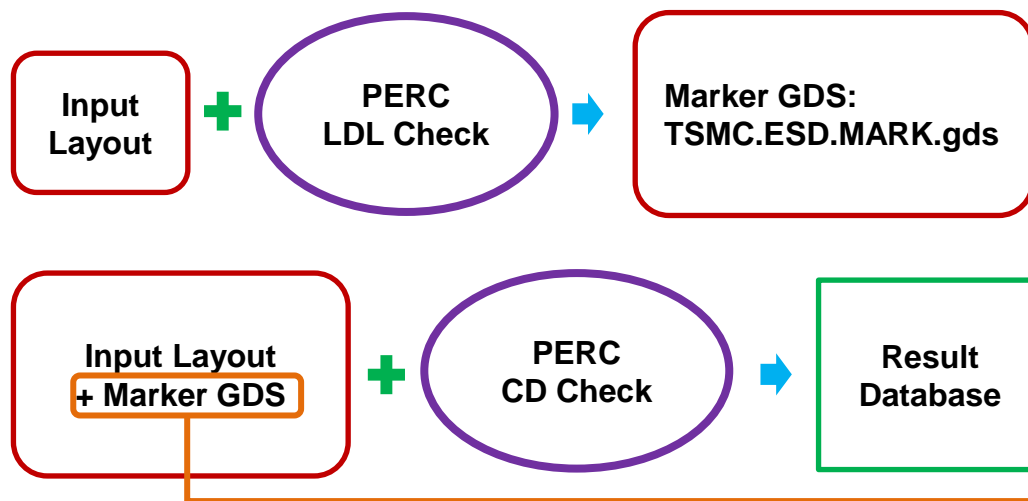 Input
Layout
PERC
LDL Check
Marker GDS:
TSMC.ESD.MARK.gds
Input Layout
+ Marker GDS
PERC
CD Check
Result
Database